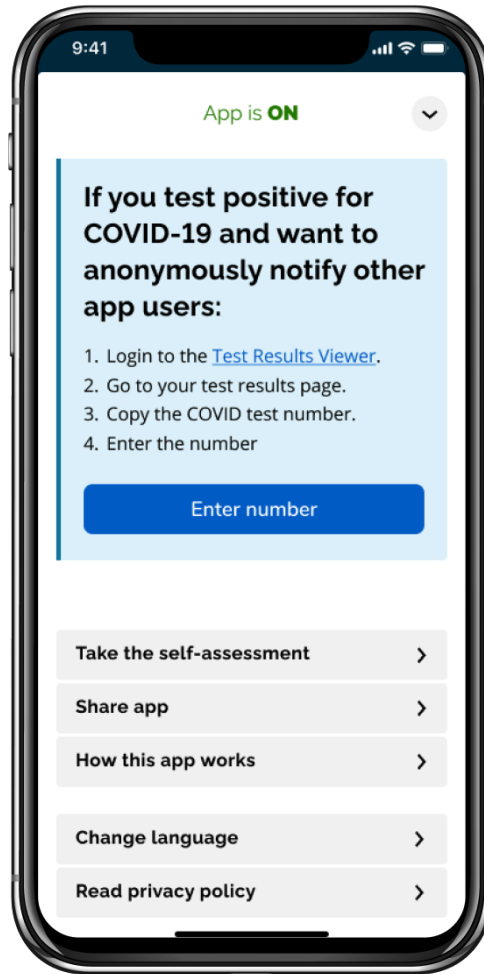 9:41
App is ON
If you test positive for
COVID-19 and want to
anonymously notify other
app users:
1. Login to the Test Results Viewer.
2. Go to your test results page.
3. Copy the COVID test number.
4. Enter the number
Enter number
Take the self-assessment
Share app
How this app works
Change language
Read privacy policy